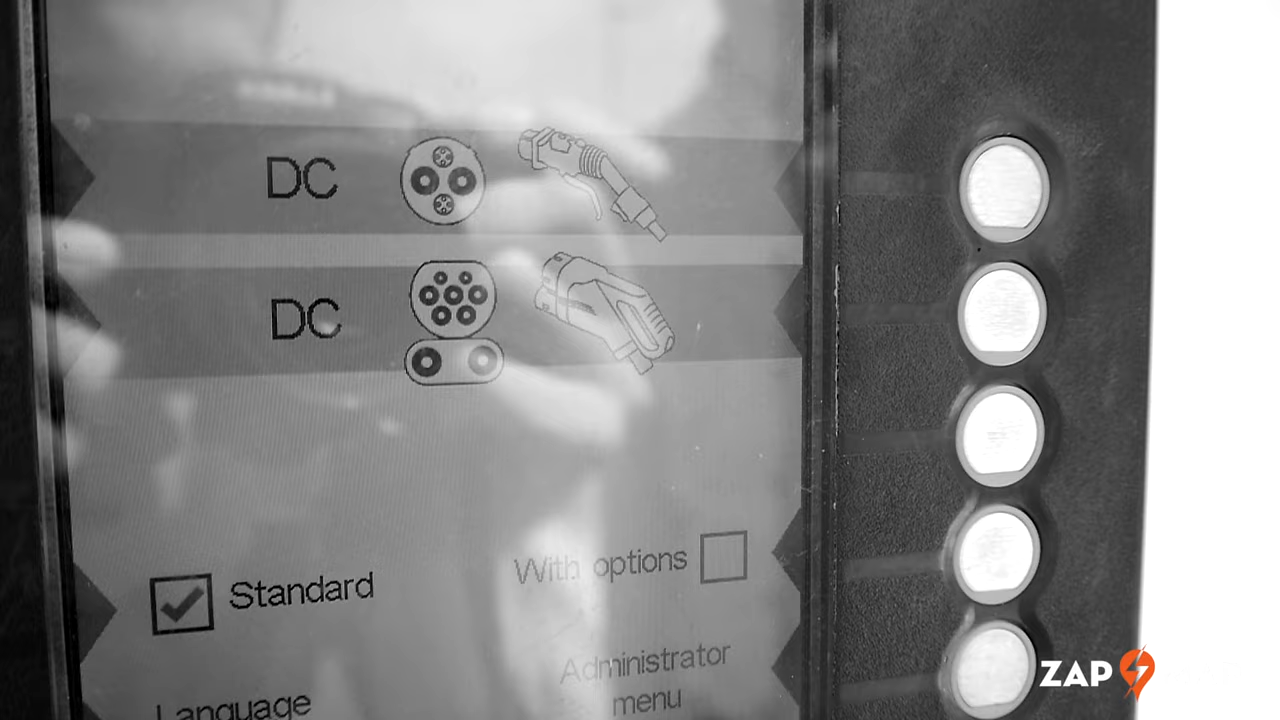 DC
DC
Standard
With options
Administrator
menu
Language
ZAP